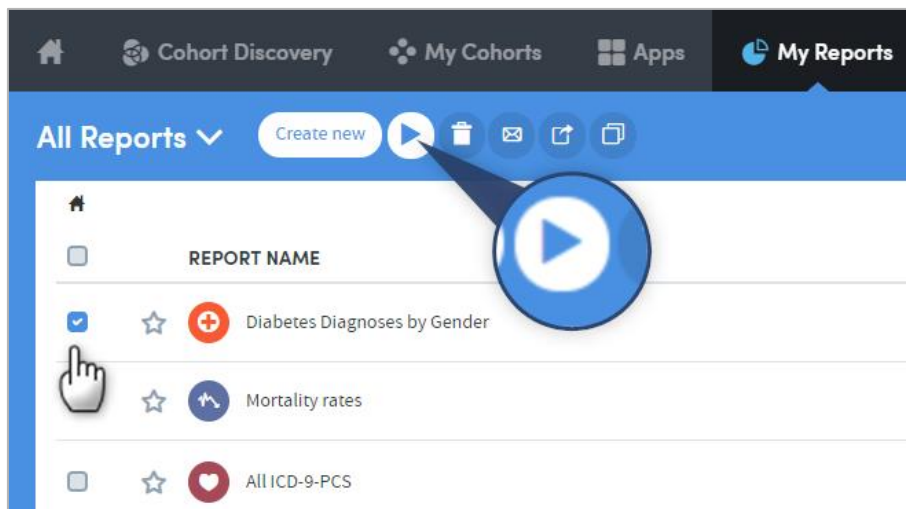 Cohort Discovery My Cohorts Apps My Reports
All Reports Create new
REPORT NAME
Diabetes Diagnoses by Gender
Mortality rates
All ICD-9-PCS